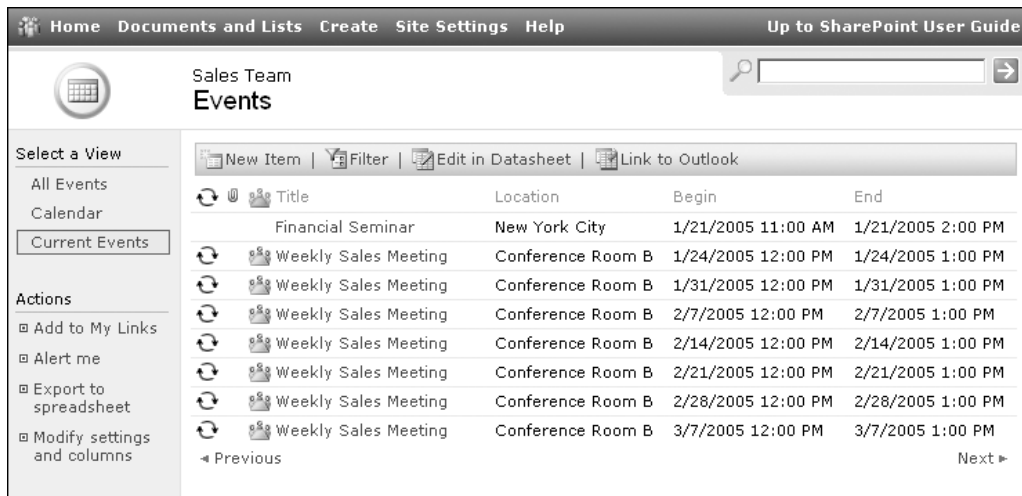 Home Documents and Lists Create Site Settings Help Up to SharePoint User Guide
Sales Team
Events
Select a View
All Events
Calendar
Current Events
Actions
Add to My Links
Alert me
Export to
spreadsheet
Modify settings
and columns
New Item | Filter | Edit in Datasheet | Link to Outlook
Title Location Begin End
Financial Seminar New York City 1/21/2005 11:00 AM 1/21/2005 2:00 PM
Weekly Sales Meeting Conference Room B 1/24/2005 12:00 PM 1/24/2005 1:00 PM
Weekly Sales Meeting Conference Room B 1/31/2005 12:00 PM 1/31/2005 1:00 PM
Weekly Sales Meeting Conference Room B 2/7/2005 12:00 PM 2/7/2005 1:00 PM
Weekly Sales Meeting Conference Room B 2/14/2005 12:00 PM 2/14/2005 1:00 PM
Weekly Sales Meeting Conference Room B 2/21/2005 12:00 PM 2/21/2005 1:00 PM
Weekly Sales Meeting Conference Room B 2/28/2005 12:00 PM 2/28/2005 1:00 PM
Weekly Sales Meeting Conference Room B 3/7/2005 12:00 PM 3/7/2005 1:00 PM
Previous Next